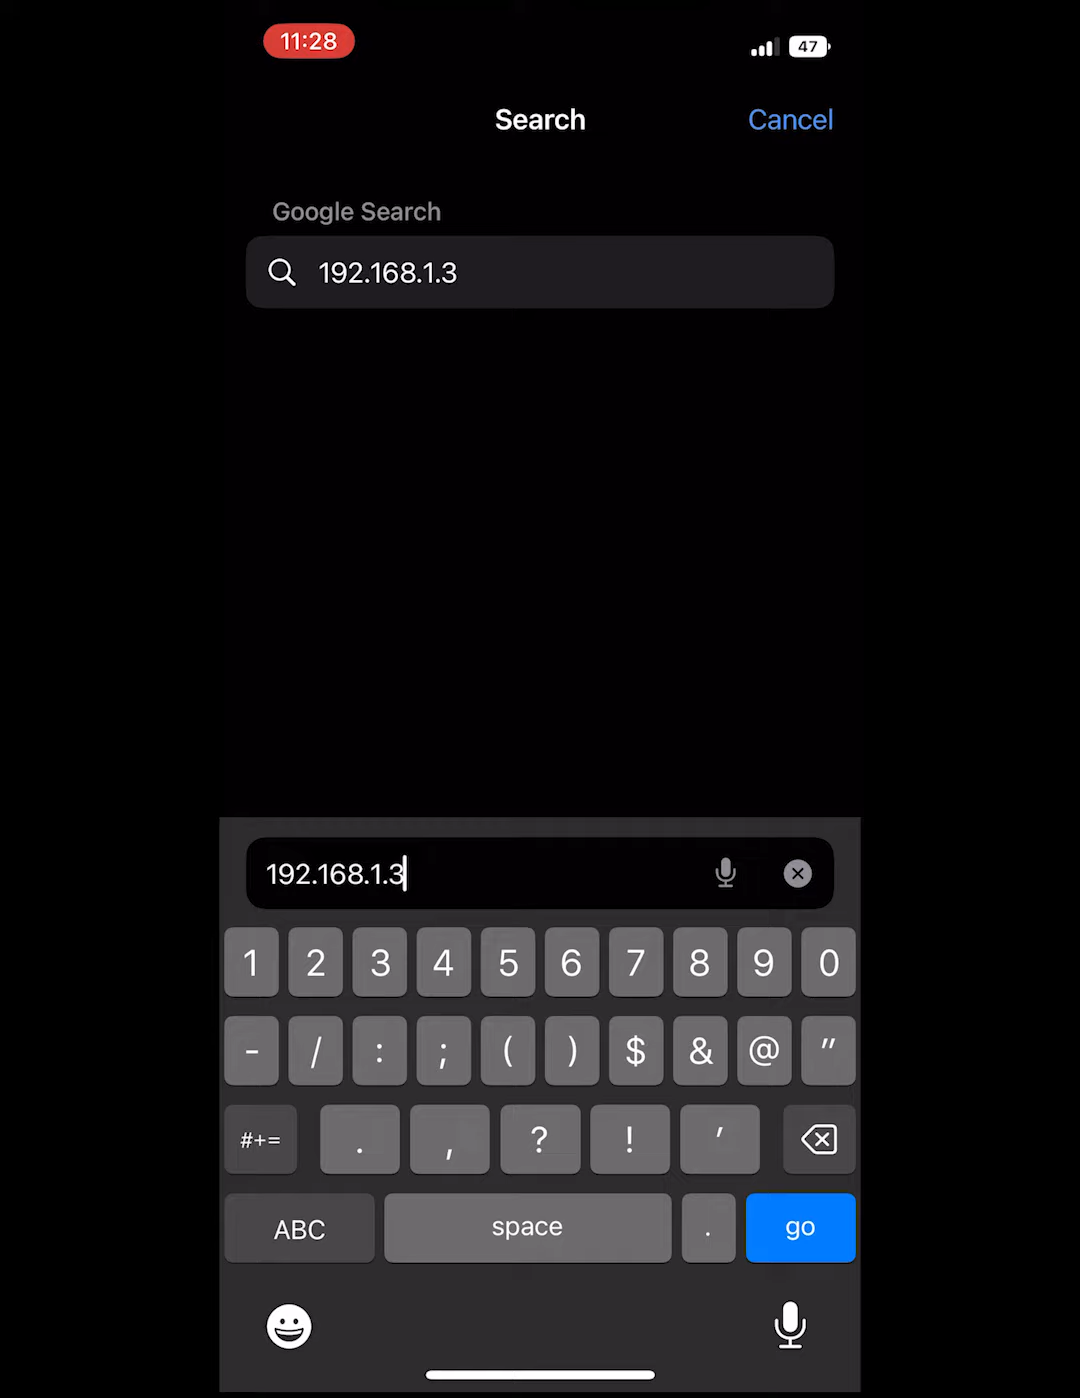 11:28
47
Search
Cancel
Google Search
192.168.1.3
192.168.1.3
1 2 3 4 5 6 7 8 9 0
- / : ; ( ) $ & @ "
#+= . , ? ! '
ABC space . go